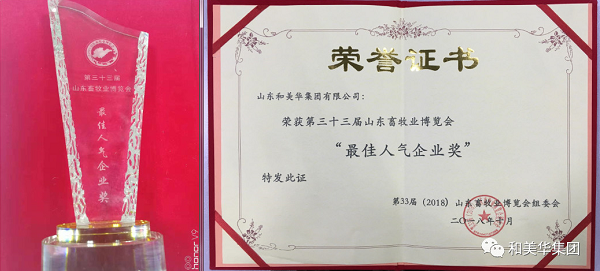 第三十三届
山东畜牧业博览会
最佳人气企业奖
honor V9
荣誉证书
山东和美华集团有限公司：
荣获第三十三届山东畜牧业博览会
“最佳人气企业奖”
特发此证
第33届（2018）山东畜牧业博览会组委会
二〇一八年十月
和美华集团